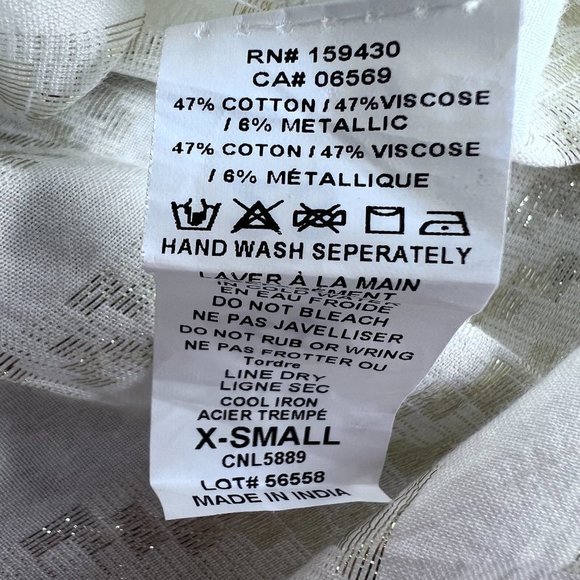 RN# 159430
CA# 06569
47% COTTON / 47%VISCOSE
/ 6% METALLIC
47% COTON / 47% VISCOSE
/ 6% MÉTALLIQUE
HAND WASH SEPERATELY
LAVER À LA MAIN
EN EAU FROIDE
DO NOT BLEACH
NE PAS JAVELLISER
DO NOT RUB OR WRING
NE PAS FROTTER OU
Tordre
LINE DRY
LIGNE SEC
COOL IRON
ACIER TREMPÉ
X-SMALL
CNL5889
LOT# 56558
MADE IN INDIA